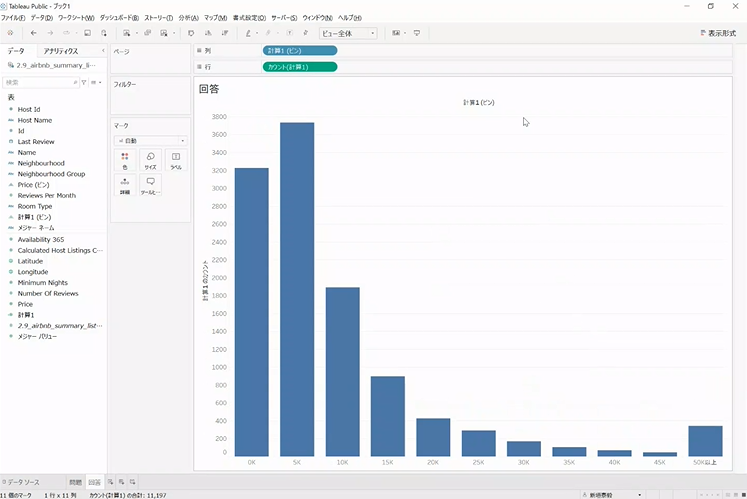 Tableau Public - ブック1
ファイル(F) データ(D) ワークシート(W) ダッシュボード(B) ストーリー(T) 分析(A) マップ(M) 書式設定(O) サーバー(S) ウィンドウ(N) ヘルプ(H)
ビュー全体 表示形式
データ アナリティクス
2.9_airbnb_summary_li...
検索
表
Host Id
Host Name
Id
Last Review
Name
Neighbourhood
Neighbourhood Group
Price (ビン)
Reviews Per Month
Room Type
計算1 (ビン)
メジャー ネーム
Availability 365
Calculated Host Listings C...
Latitude
Longitude
Minimum Nights
Number Of Reviews
Price
計算1
2.9_airbnb_summary_list...
メジャー バリュー
ページ
フィルター
マーク
自動
色 サイズ ラベル
詳細 ツールヒ...
列 計算1 (ビン)
行 カウント(計算1)
回答
計算1 (ビン)
計算1 のカウント
3800
3600
3400
3200
3000
2800
2600
2400
2200
2000
1800
1600
1400
1200
1000
800
600
400
200
0
0K 5K 10K 15K 20K 25K 30K 35K 40K 45K 50K以上
データ ソース 問題 回答
11 個のマーク 1 行 x 11 列 カウント(計算1) の合計: 11,197